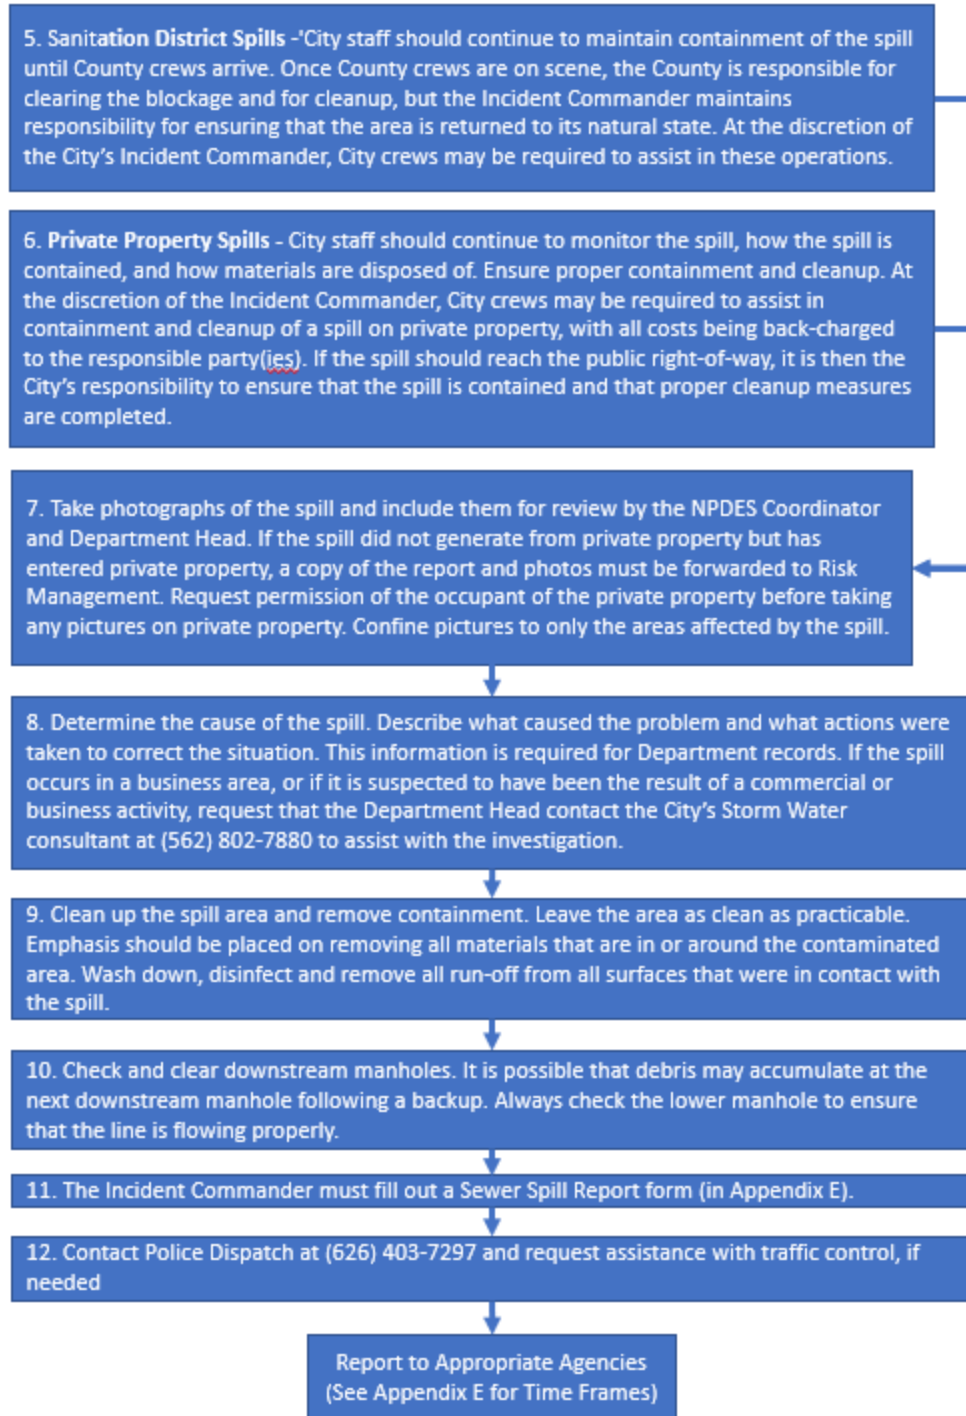 5. Sanitation District Spills -'City staff should continue to maintain containment of the spill
until County crews arrive. Once County crews are on scene, the County is responsible for
clearing the blockage and for cleanup, but the Incident Commander maintains
responsibility for ensuring that the area is returned to its natural state. At the discretion of
the City's Incident Commander, City crews may be required to assist in these operations.
6. Private Property Spills - City staff should continue to monitor the spill, how the spill is
contained, and how materials are disposed of. Ensure proper containment and cleanup. At
the discretion of the Incident Commander, City crews may be required to assist in
containment and cleanup of a spill on private property, with all costs being back-charged
to the responsible party(ies). If the spill should reach the public right-of-way, it is then the
City's responsibility to ensure that the spill is contained and that proper cleanup measures
are completed.
7. Take photographs of the spill and include them for review by the NPDES Coordinator
and Department Head. If the spill did not generate from private property but has
entered private property, a copy of the report and photos must be forwarded to Risk
Management. Request permission of the occupant of the private property before taking
any pictures on private property. Confine pictures to only the areas affected by the spill.
8. Determine the cause of the spill. Describe what caused the problem and what actions were
taken to correct the situation. This information is required for Department records. If the spill
occurs in a business area, or if it is suspected to have been the result of a commercial or
business activity, request that the Department Head contact the City's Storm Water
consultant at (562) 802-7880 to assist with the investigation.
9. Clean up the spill area and remove containment. Leave the area as clean as practicable.
Emphasis should be placed on removing all materials that are in or around the contaminated
area. Wash down, disinfect and remove all run-off from all surfaces that were in contact with
the spill.
10. Check and clear downstream manholes. It is possible that debris may accumulate at the
next downstream manhole following a backup. Always check the lower manhole to ensure
that the line is flowing properly.
11. The Incident Commander must fill out a Sewer Spill Report form (in Appendix E).
12. Contact Police Dispatch at (626) 403-7297 and request assistance with traffic control, if
needed
Report to Appropriate Agencies
(See Appendix E for Time Frames)